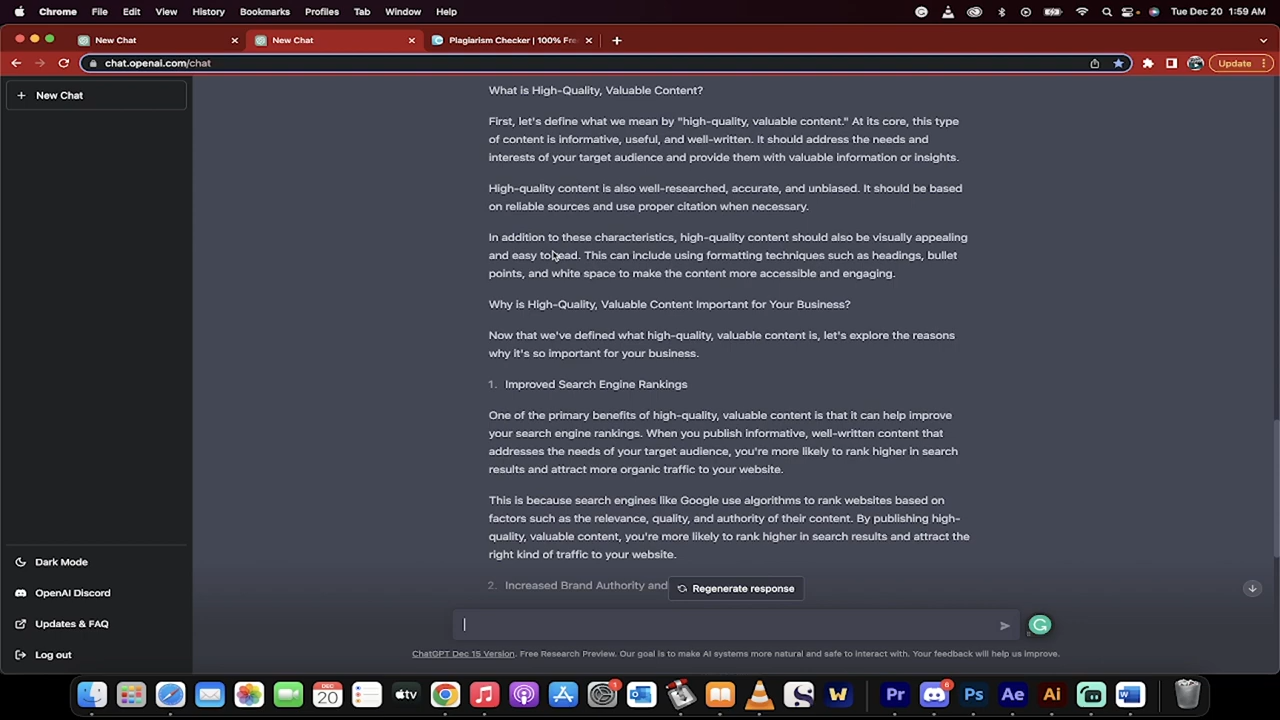 Chrome File Edit View History Bookmarks Profiles Tab Window Help Tue Dec 20 1:59 AM
New Chat New Chat Plagiarism Checker | 100% Fre
chat.openai.com/chat Update
New Chat
What is High-Quality, Valuable Content?
First, let's define what we mean by "high-quality, valuable content." At its core, this type
of content is informative, useful, and well-written. It should address the needs and
interests of your target audience and provide them with valuable information or insights.
High-quality content is also well-researched, accurate, and unbiased. It should be based
on reliable sources and use proper citation when necessary.
In addition to these characteristics, high-quality content should also be visually appealing
and easy to read. This can include using formatting techniques such as headings, bullet
points, and white space to make the content more accessible and engaging.
Why is High-Quality, Valuable Content Important for Your Business?
Now that we've defined what high-quality, valuable content is, let's explore the reasons
why it's so important for your business.
1. Improved Search Engine Rankings
One of the primary benefits of high-quality, valuable content is that it can help improve
your search engine rankings. When you publish informative, well-written content that
addresses the needs of your target audience, you're more likely to rank higher in search
results and attract more organic traffic to your website.
This is because search engines like Google use algorithms to rank websites based on
factors such as the relevance, quality, and authority of their content. By publishing high-
quality, valuable content, you're more likely to rank higher in search results and attract the
right kind of traffic to your website.
2. Increased Brand Authority and
Regenerate response
Dark Mode
OpenAI Discord
Updates & FAQ
Log out
ChatGPT Dec 15 Version. Free Research Preview. Our goal is to make AI systems more natural and safe to interact with. Your feedback will help us improve.
DEC
20
tv
1
W
Pr
6
Ps
Ae
Ai
W